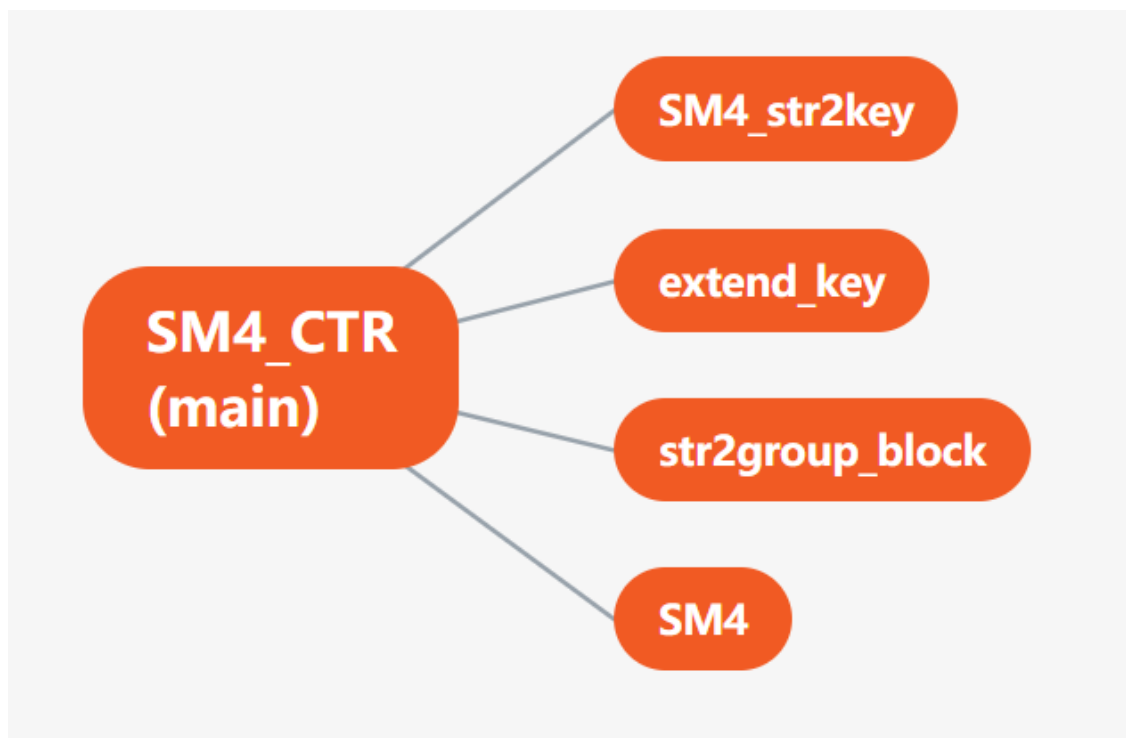 SM4_str2key
extend_key
SM4_CTR
(main)
str2group_block
SM4